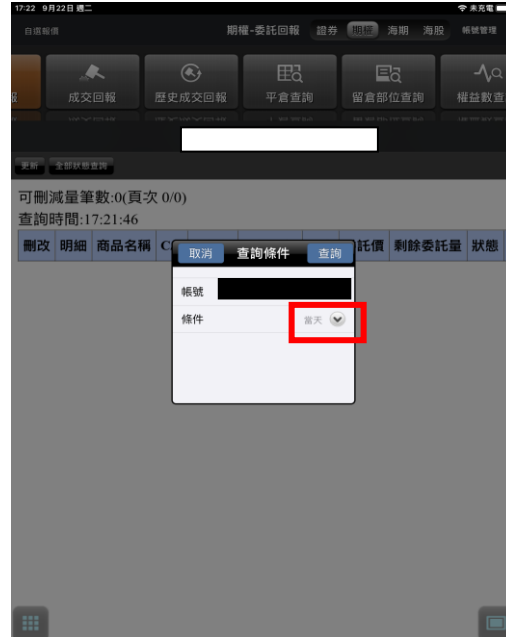 17:22 9月22日 週二
未充電
自選報價
期權-委託回報
證券 期權 海期 海股
帳號管理
報
成交回報
歷史成交回報
平倉查詢
留倉部位查詢
權益數查
更新 全部狀態查詢
可刪減量筆數:0(頁次 0/0)
查詢時間:17:21:46
刪改 明細 商品名稱 C
託價 剩餘委託量 狀態
取消 查詢條件 查詢
帳號
條件 當天